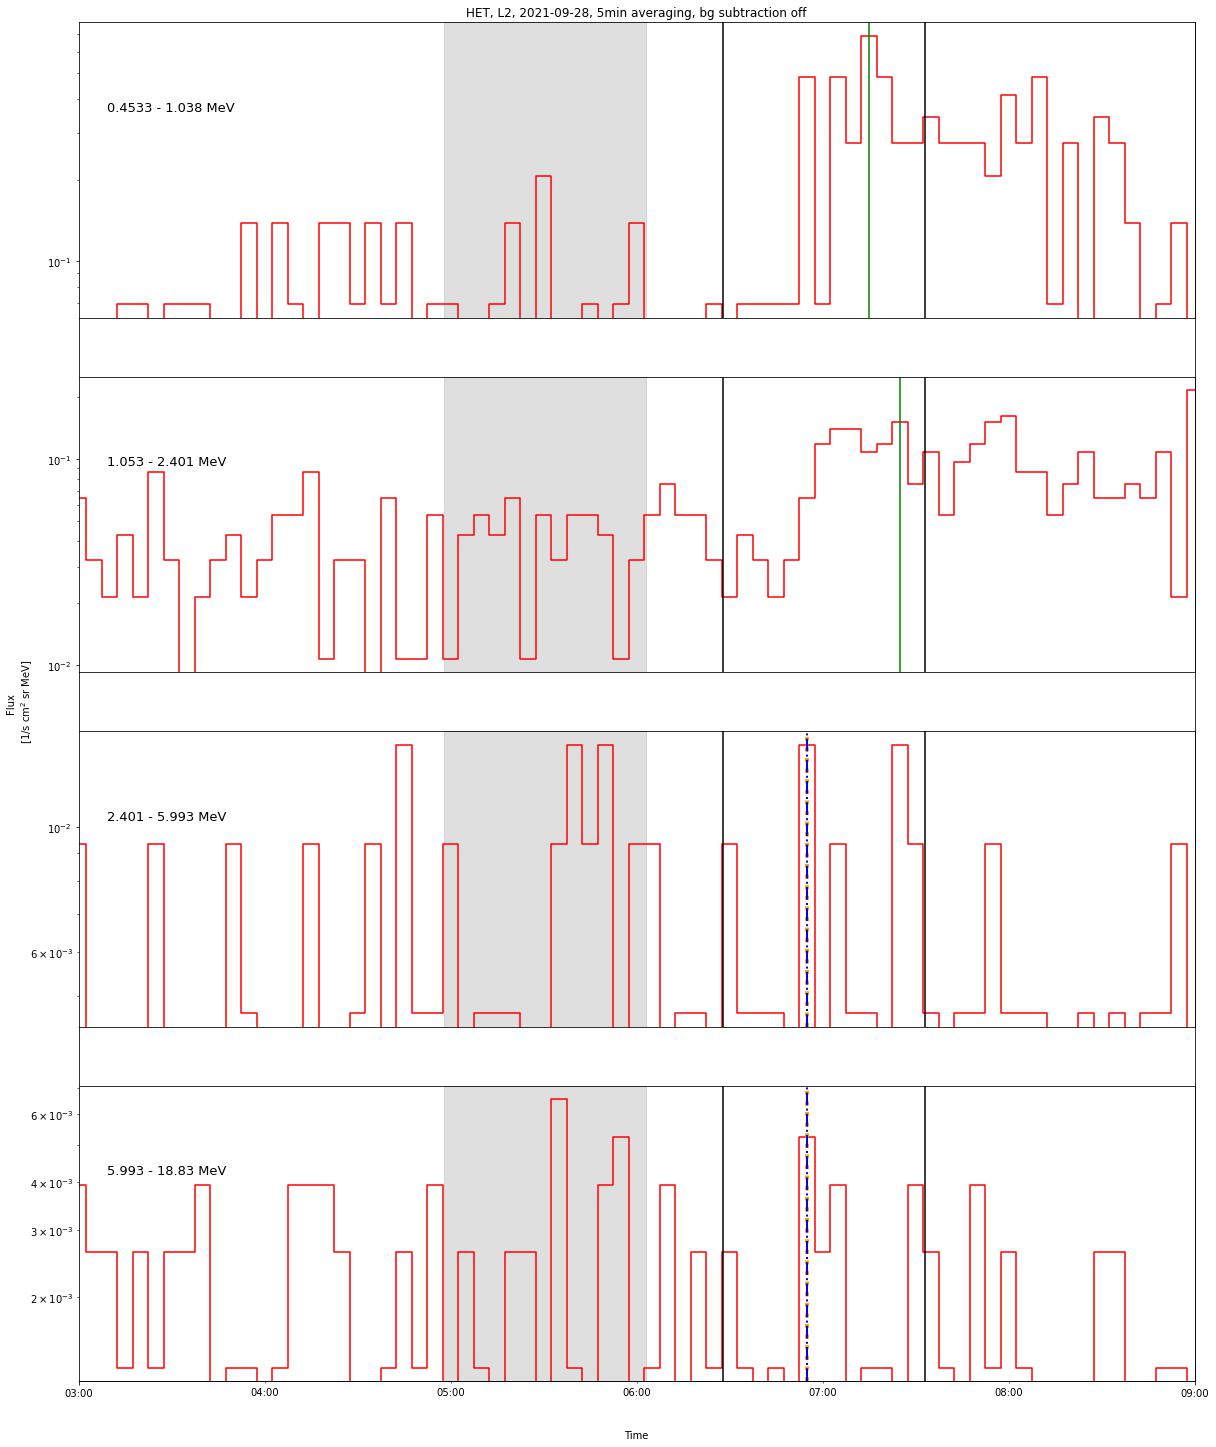 HET, L2, 2021-09-28, 5min averaging, bg subtraction off
0.4533 - 1.038 MeV
10⁻¹
1.053 - 2.401 MeV
10⁻¹
10⁻²
Flux
[1/s cm² sr MeV]
2.401 - 5.993 MeV
10⁻²
6 × 10⁻³
5.993 - 18.83 MeV
6 × 10⁻³
4 × 10⁻³
3 × 10⁻³
2 × 10⁻³
03:00 04:00 05:00 06:00 07:00 08:00 09:00
Time